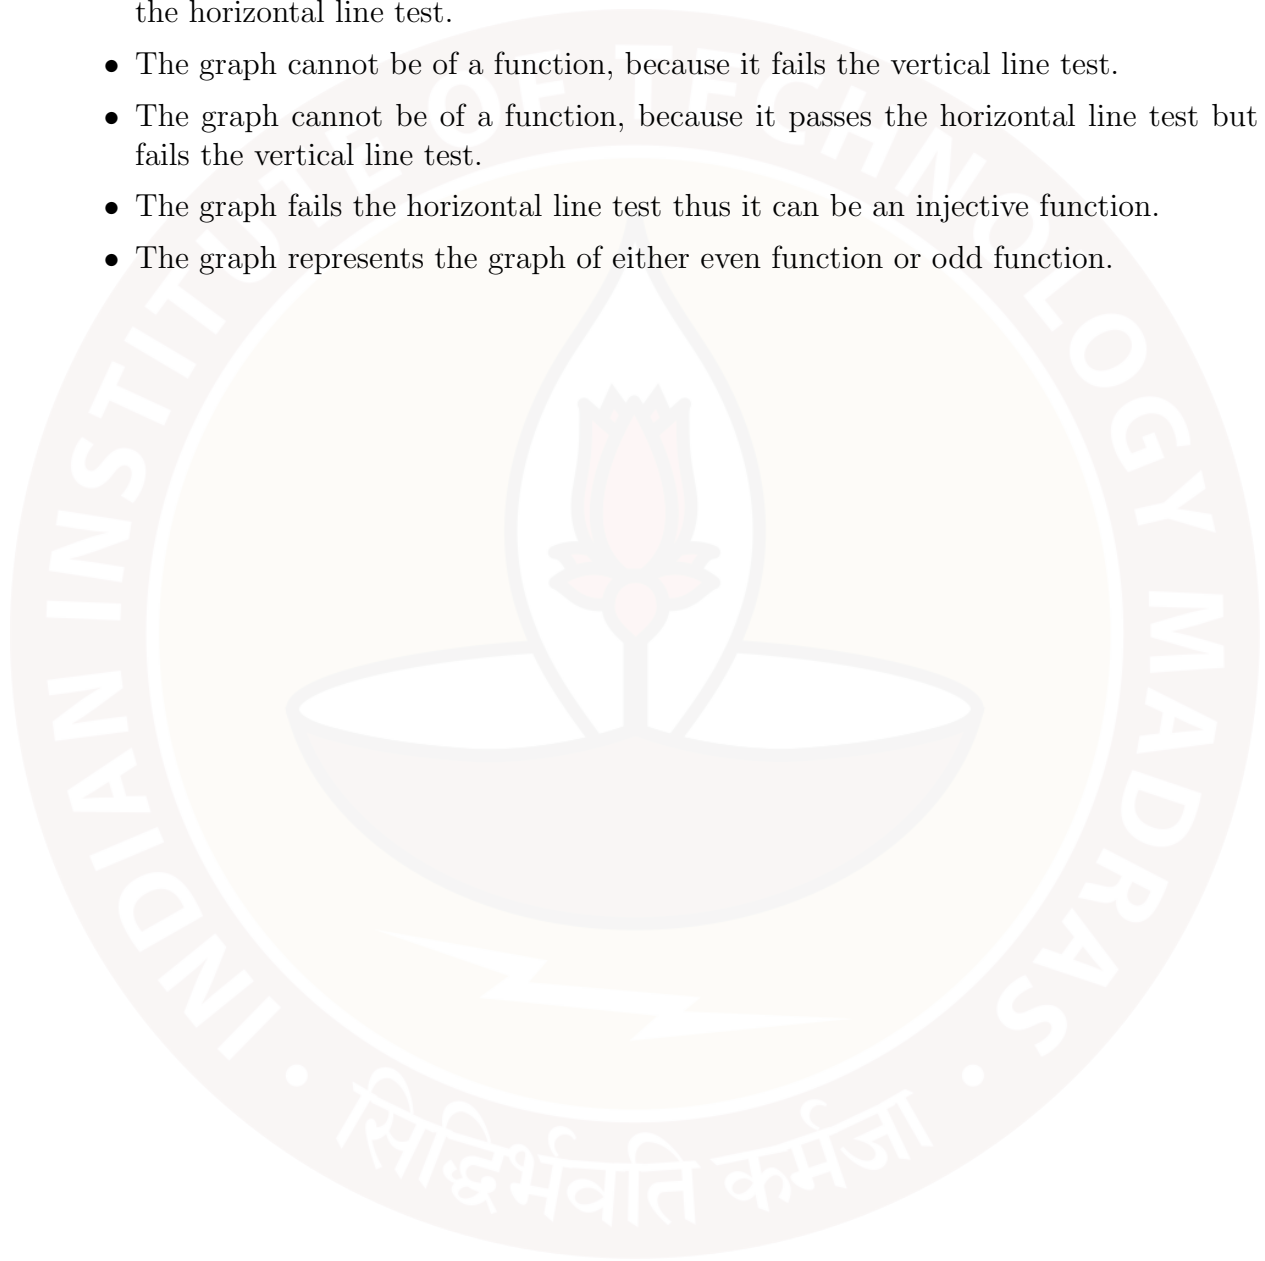 the horizontal line test.
• The graph cannot be of a function, because it fails the vertical line test.
• The graph cannot be of a function, because it passes the horizontal line test but
fails the vertical line test.
• The graph fails the horizontal line test thus it can be an injective function.
• The graph represents the graph of either even function or odd function.
INDIAN INSTITUTE OF TECHNOLOGY MADRAS
सिद्धिर्भवति कर्मजा